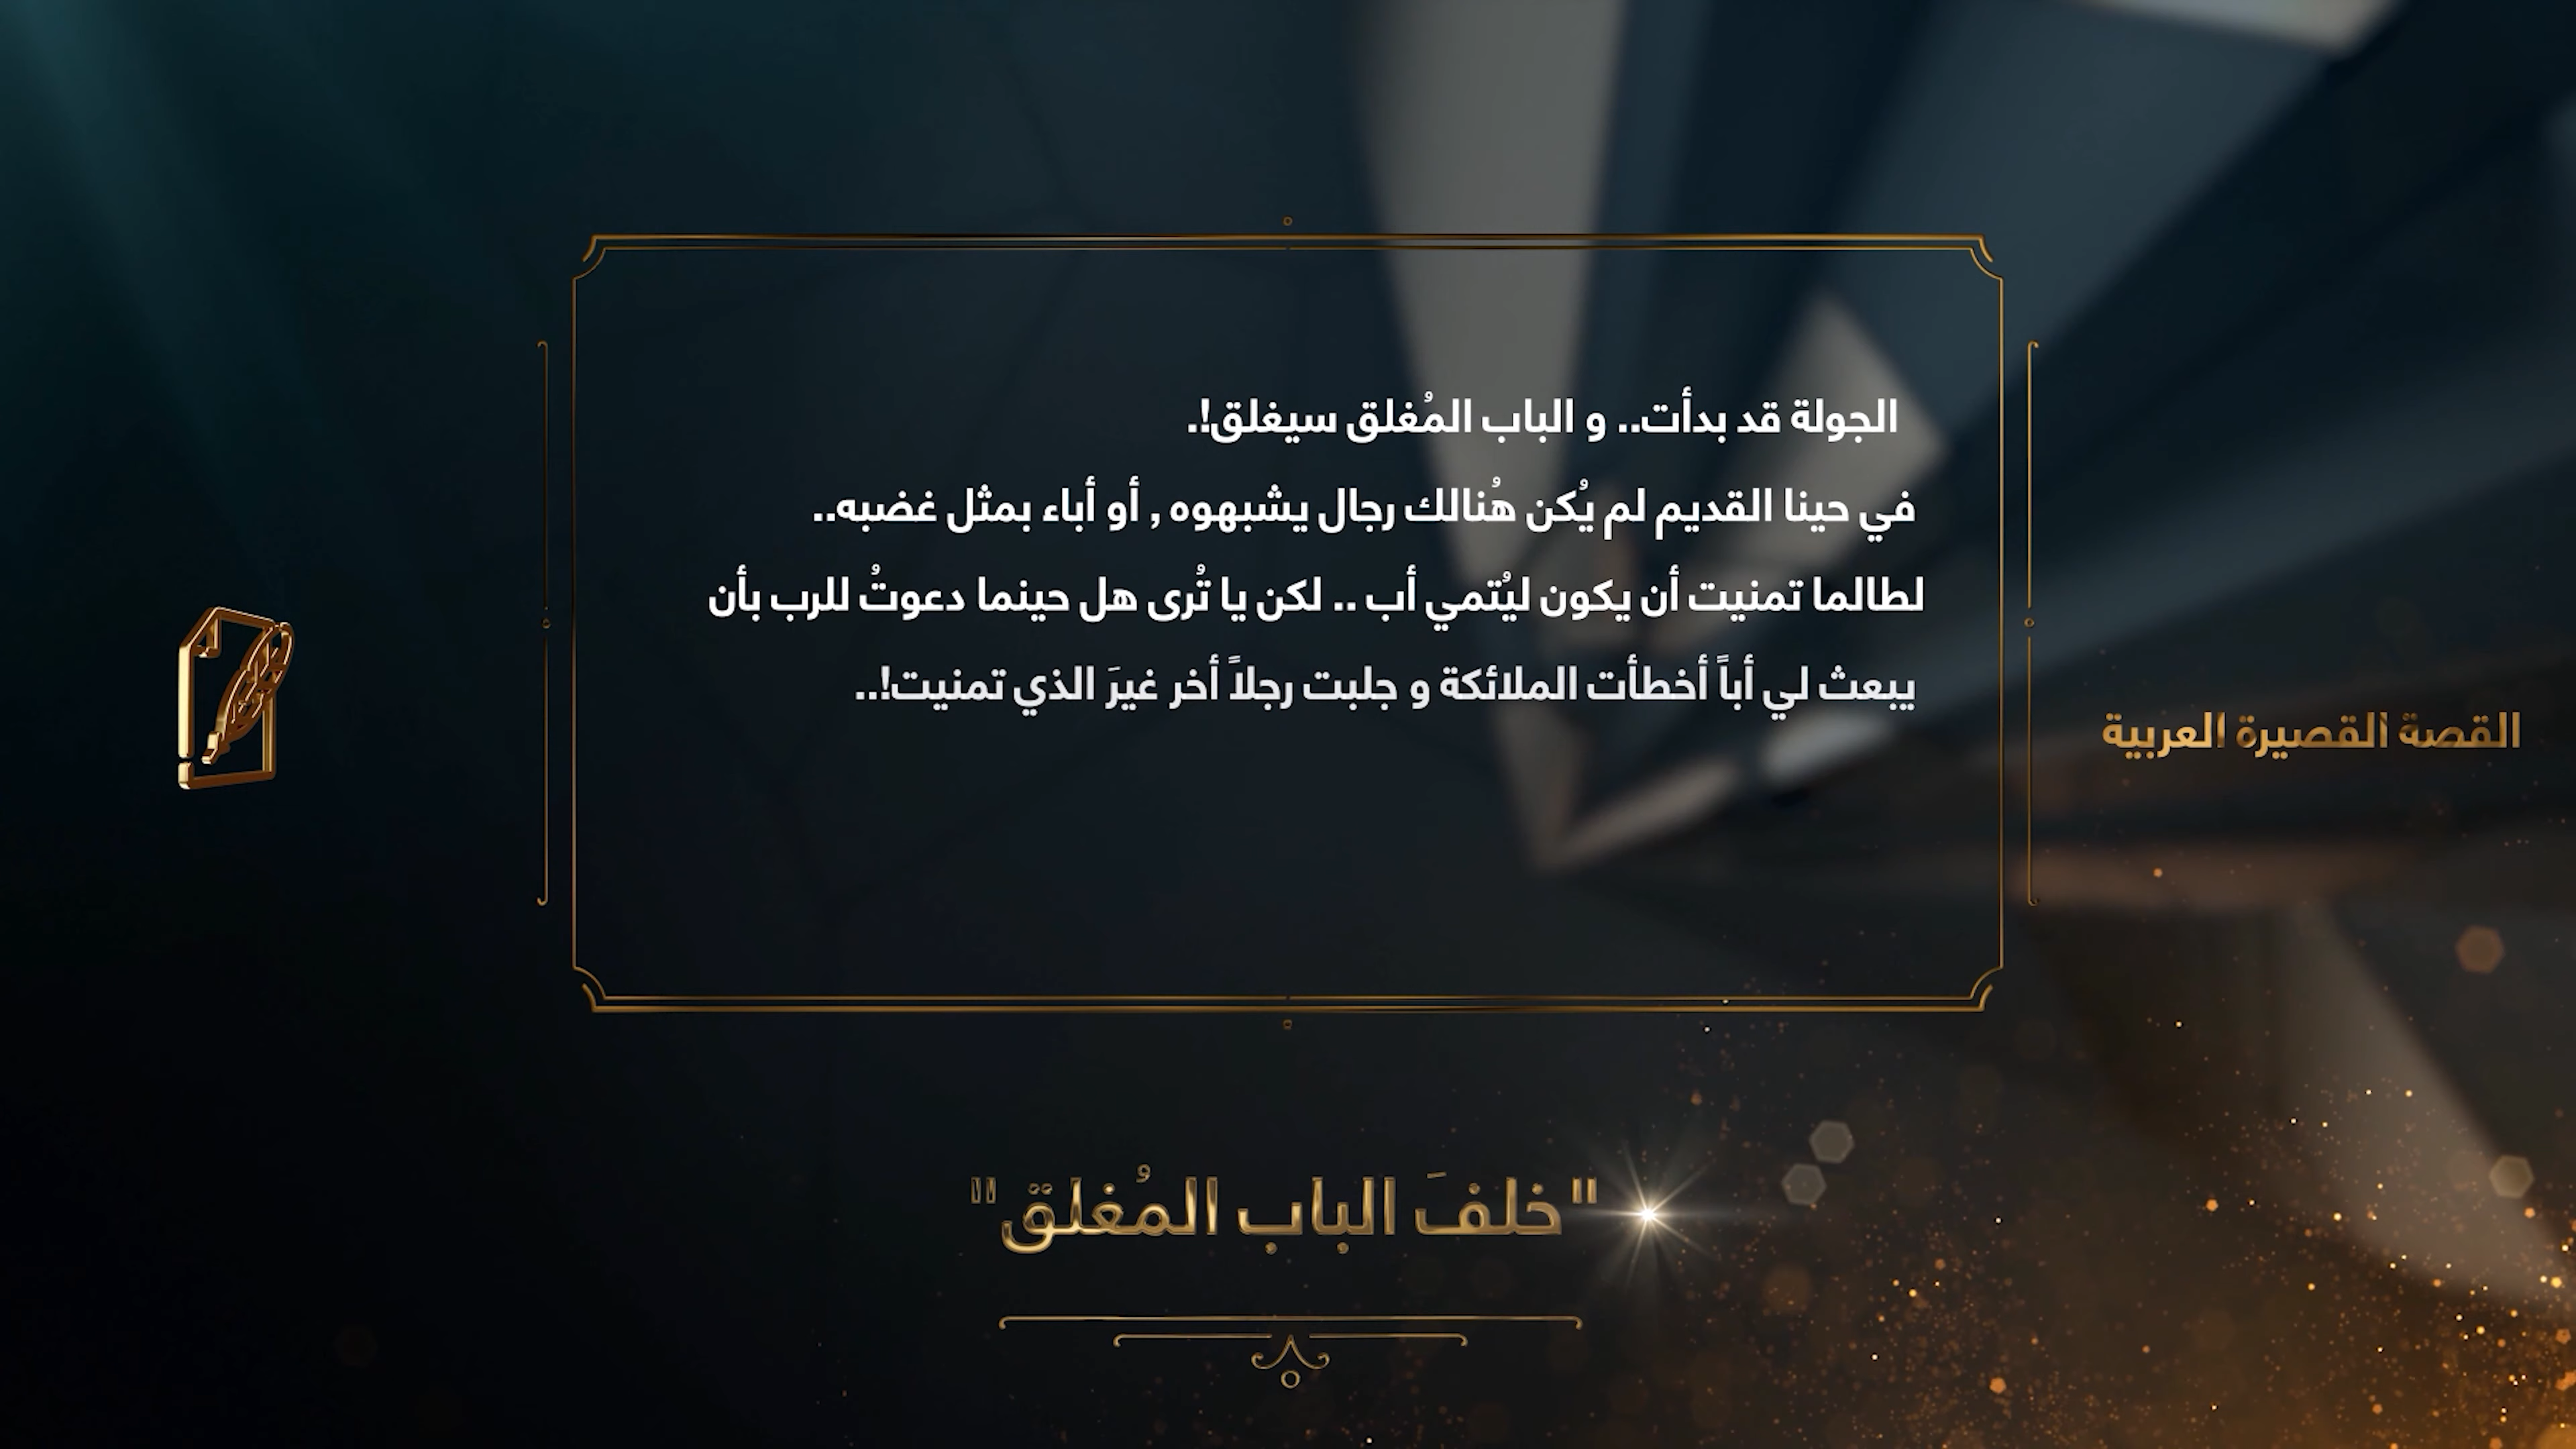 الجولة قد بدأت.. و الباب المُغلق سيغلق!.
في حينا القديم لم يُكن هُنالك رجال يشبهوه , أو أباء بمثل غضبه..
لطالما تمنيت أن يكون ليُتمي أب .. لكن يا تُرى هل حينما دعوتُ للرب بأن
يبعث لي أباً أخطأت الملائكة و جلبت رجلاً أخر غيرَ الذي تمنيت!..
القصة القصيرة العربية
"خلفَ الباب المُغلق"